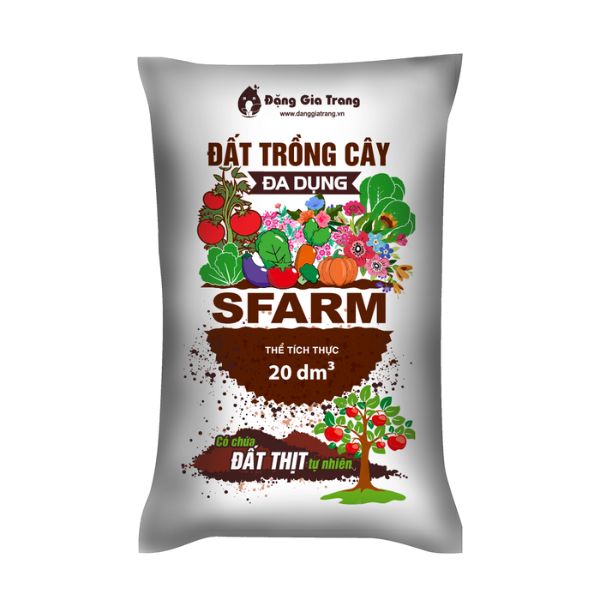 Đặng Gia Trang
www.danggiatrang.vn
ĐẤT TRỒNG CÂY
ĐA DỤNG
SFARM
THỂ TÍCH THỰC
20 dm³
Có chứa
ĐẤT THỊT tự nhiên